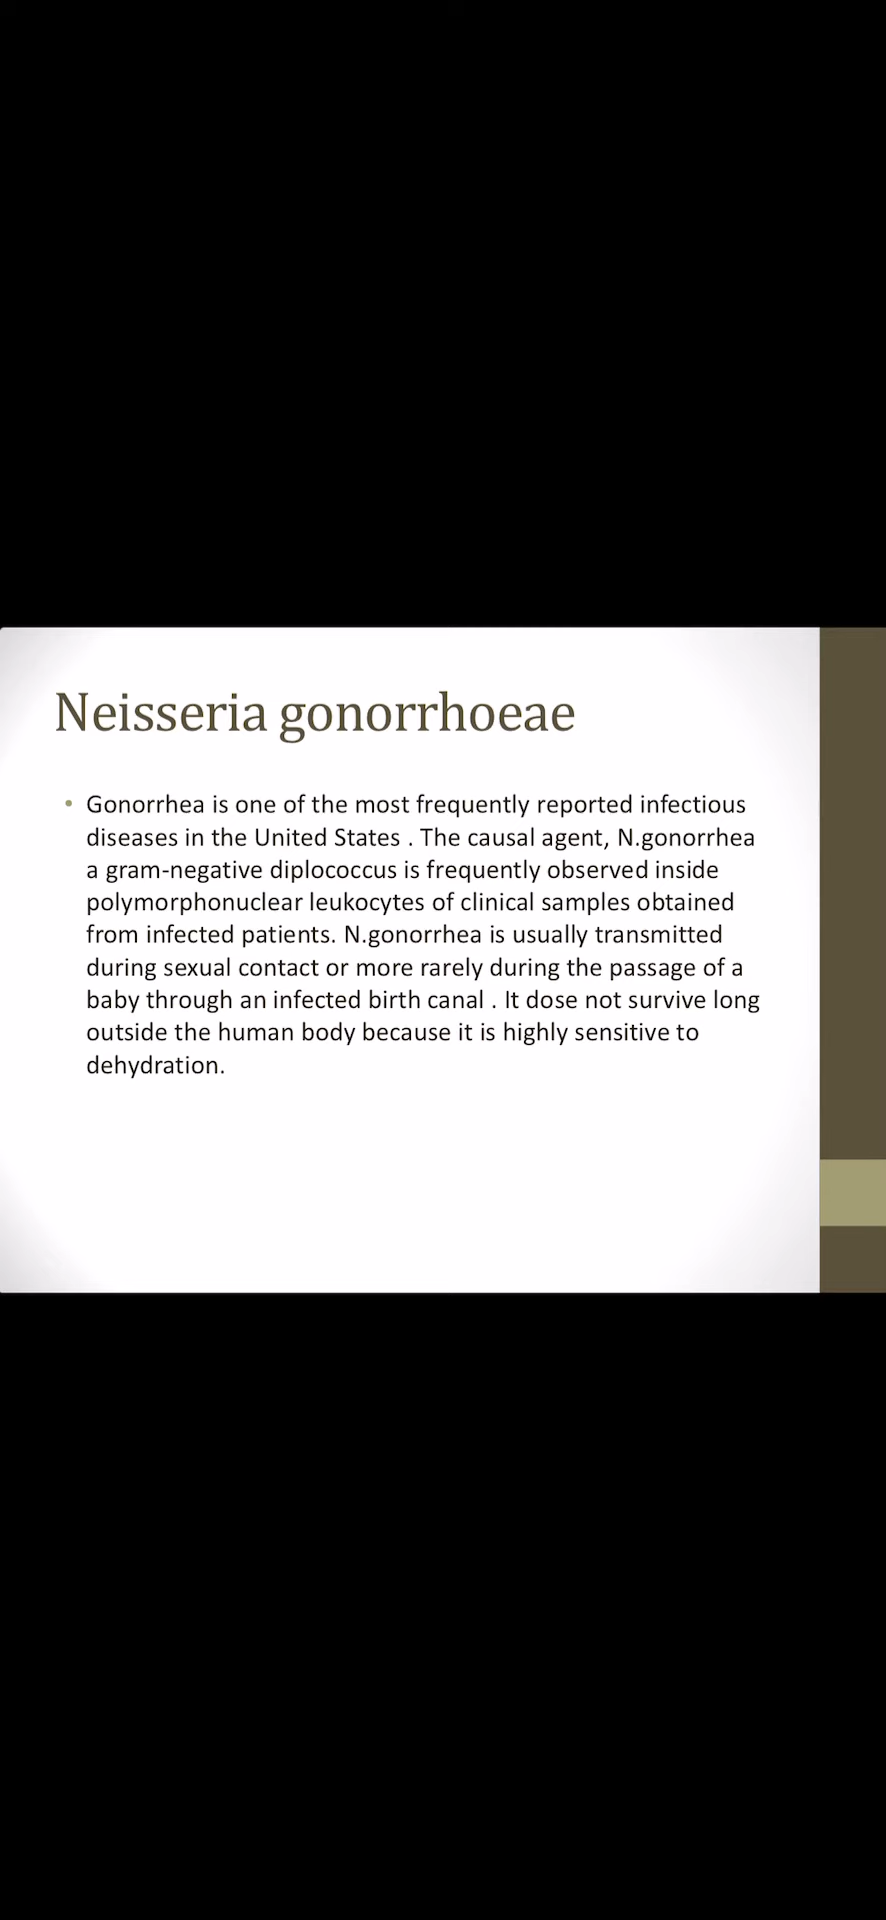 Neisseria gonorrhoeae
• Gonorrhea is one of the most frequently reported infectious
diseases in the United States . The causal agent, N.gonorrhea
a gram-negative diplococcus is frequently observed inside
polymorphonuclear leukocytes of clinical samples obtained
from infected patients. N.gonorrhea is usually transmitted
during sexual contact or more rarely during the passage of a
baby through an infected birth canal . It dose not survive long
outside the human body because it is highly sensitive to
dehydration.